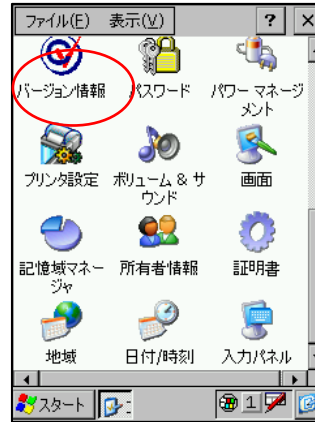 ファイル(F) 表示(V) ? ×
バージョン情報 パスワード パワー マネージメント
プリンタ設定 ボリューム & サウンド 画面
記憶域マネージャ 所有者情報 証明書
地域 日付/時刻 入力パネル
スタート 1